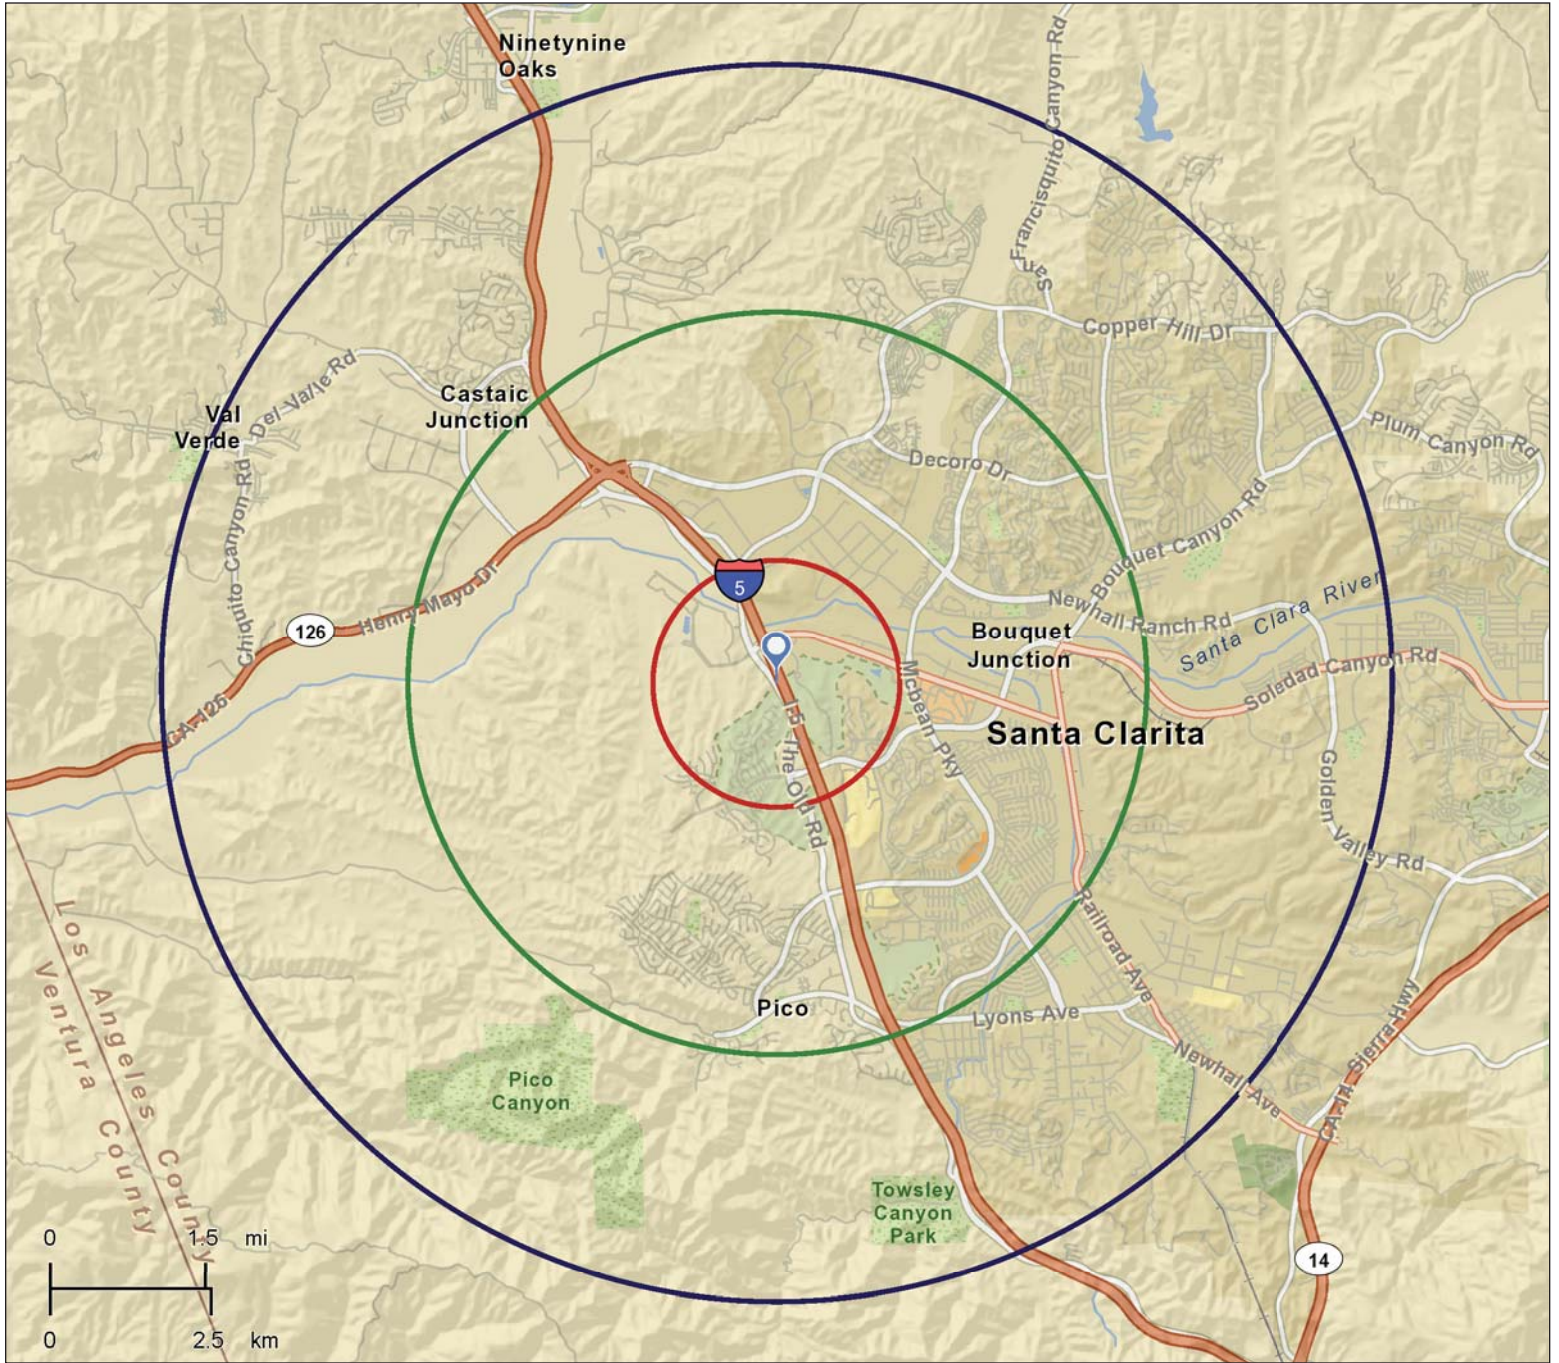 Ninetynine
Oaks
San Francisquito Canyon Rd
Copper Hill Dr
Del Valle Rd
Castaic
Junction
Val
Verde
Plum Canyon Rd
Decoro Dr
Chiquito Canyon Rd
Bouquet Canyon Rd
5
Henry Mayo Dr
126
Newhall Ranch Rd
Santa Clara River
Bouquet
Junction
Soledad Canyon Rd
CA-126
Mcbean Pky
Santa Clarita
I-5
The Old Rd
Golden Valley Rd
Railroad Ave
Los Angeles County
Ventura County
Pico
Lyons Ave
Newhall Ave
CA-14
Sierra Hwy
Pico
Canyon
Towsley
Canyon
Park
14
0 1.5 mi
0 2.5 km